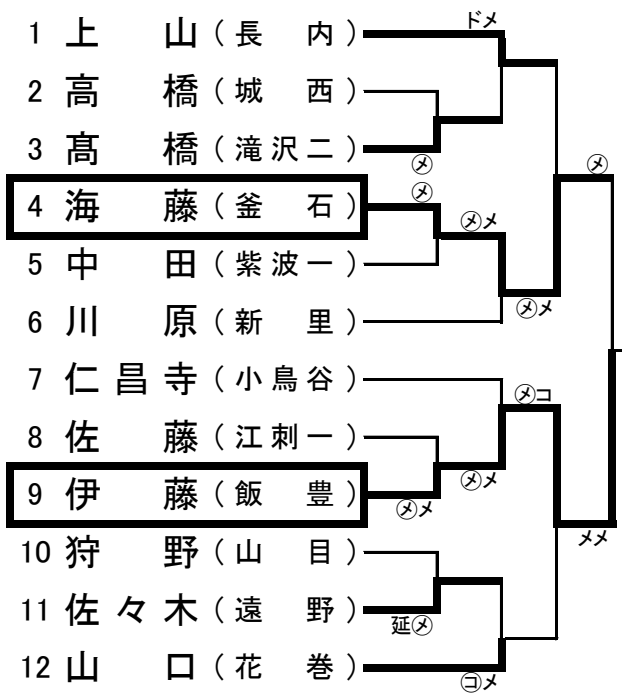 ドメ
1 上 山 ( 長 内 )
2 高 橋 ( 城 西 )
3 髙 橋 ( 滝 沢 二 )
㋱
㋱
㋱
4 海 藤 ( 釜 石 )
㋱メ
5 中 田 ( 紫 波 一 )
㋱メ
6 川 原 ( 新 里 )
7 仁 昌 寺 ( 小 鳥 谷 )
㋱コ
8 佐 藤 ( 江 刺 一 )
㋱メ
9 伊 藤 ( 飯 豊 )
㋱メ
メメ
10 狩 野 ( 山 目 )
11 佐 々 木 ( 遠 野 )
延㋱
12 山 口 ( 花 巻 )
㋙メ